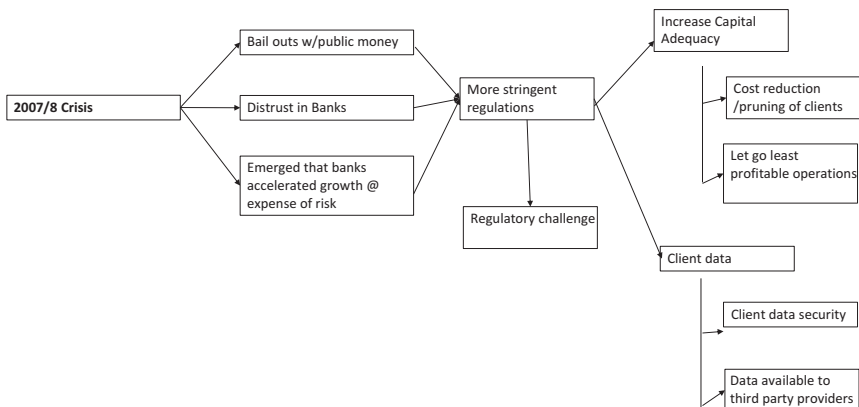 2007/8 Crisis
Bail outs w/public money
Distrust in Banks
Emerged that banks
accelerated growth @
expense of risk
More stringent
regulations
Regulatory challenge
Increase Capital
Adequacy
Cost reduction
/pruning of clients
Let go least
profitable operations
Client data
Client data security
Data available to
third party providers